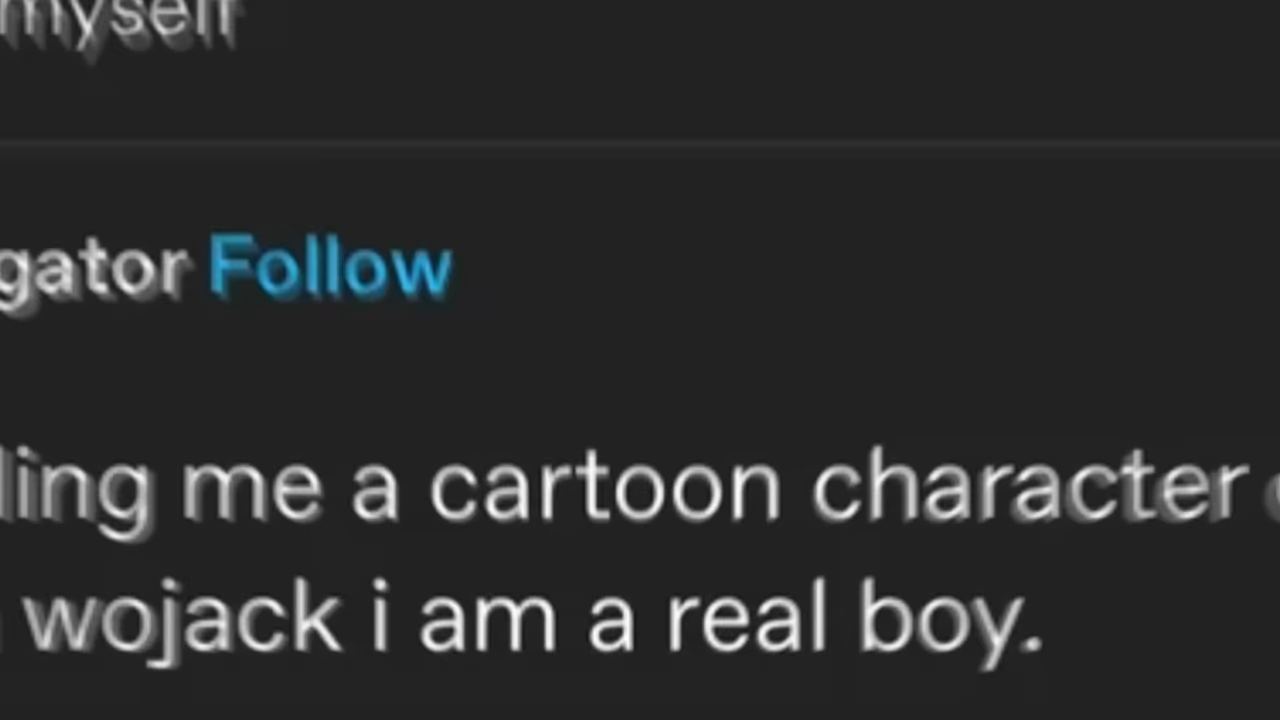 myself
gator Follow
ling me a cartoon character
wojack i am a real boy.